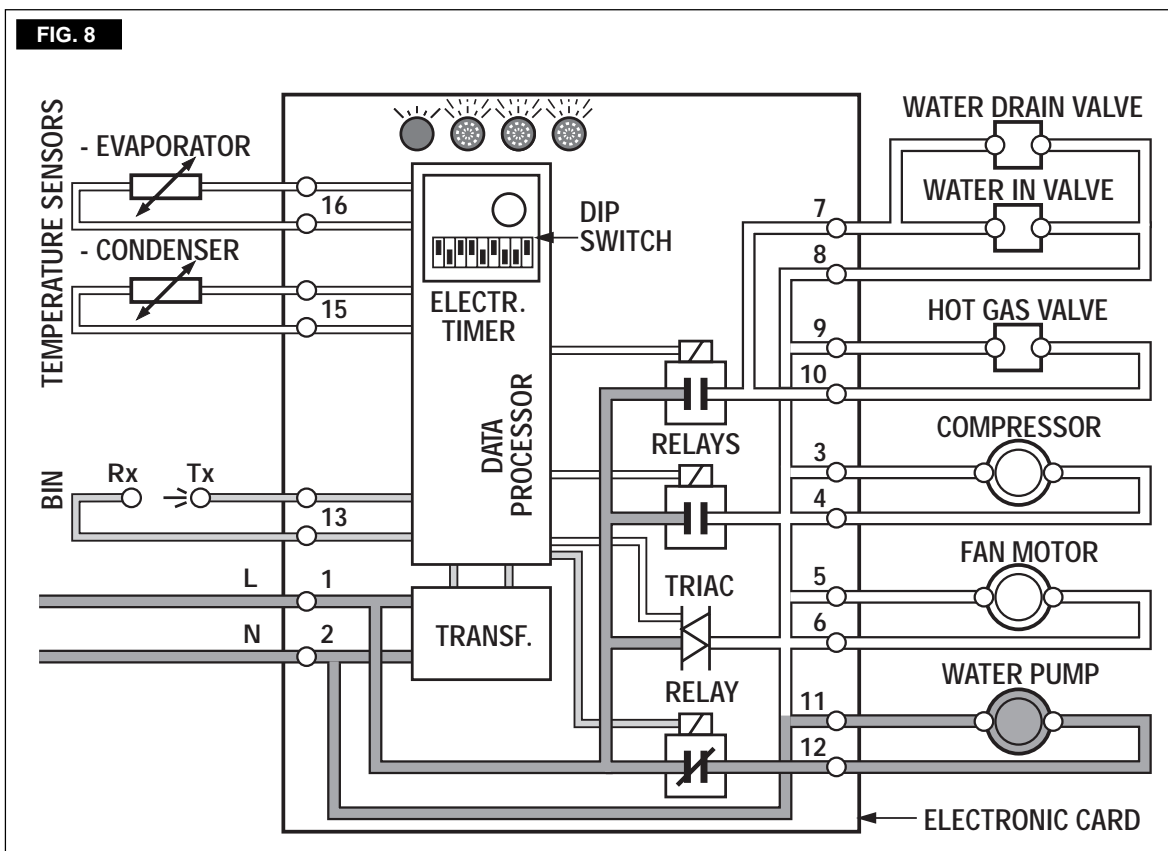 FIG. 8
TEMPERATURE SENSORS
- EVAPORATOR
16
- CONDENSER
15
BIN
Rx
Tx
13
L
1
N
2
DIP
SWITCH
ELECTR.
TIMER
DATA
PROCESSOR
TRANSF.
RELAYS
TRIAC
RELAY
WATER DRAIN VALVE
WATER IN VALVE
7
8
HOT GAS VALVE
9
10
COMPRESSOR
3
4
FAN MOTOR
5
6
WATER PUMP
11
12
ELECTRONIC CARD